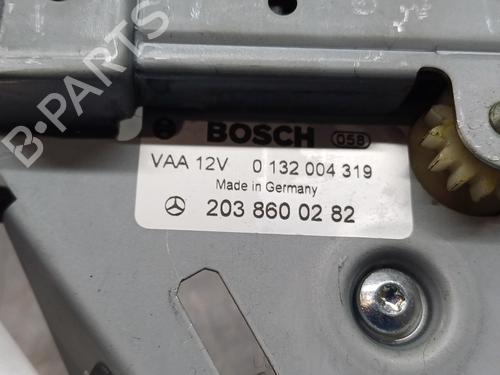 B-PARTS
BOSCH 058
VAA 12V 0 132 004 319
Made in Germany
203 860 02 82